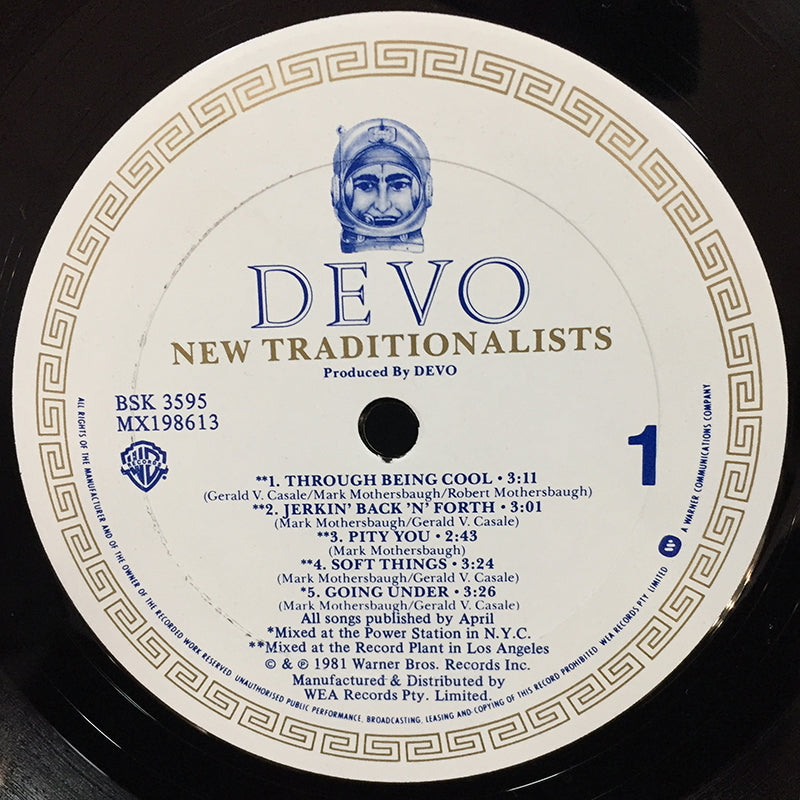 DEVO
NEW TRADITIONALISTS
Produced By DEVO
BSK 3595
MX198613
WB
RECORDS
1
**1. THROUGH BEING COOL • 3:11
(Gerald V. Casale/Mark Mothersbaugh/Robert Mothersbaugh)
**2. JERKIN' BACK 'N' FORTH • 3:01
(Mark Mothersbaugh/Gerald V. Casale)
**3. PITY YOU • 2:43
(Mark Mothersbaugh)
**4. SOFT THINGS • 3:24
(Mark Mothersbaugh/Gerald V. Casale)
*5. GOING UNDER • 3:26
(Mark Mothersbaugh/Gerald V. Casale)
All songs published by April
*Mixed at the Power Station in N.Y.C.
**Mixed at the Record Plant in Los Angeles
© & ℗ 1981 Warner Bros. Records Inc.
Manufactured & Distributed by
WEA Records Pty. Limited.
ALL RIGHTS OF THE MANUFACTURER AND OF THE OWNER OF THE RECORDED WORK RESERVED. UNAUTHORISED PUBLIC PERFORMANCE, BROADCASTING, LEASING AND COPYING OF THIS RECORD PROHIBITED. WEA RECORDS PTY. LIMITED A WARNER COMMUNICATIONS COMPANY